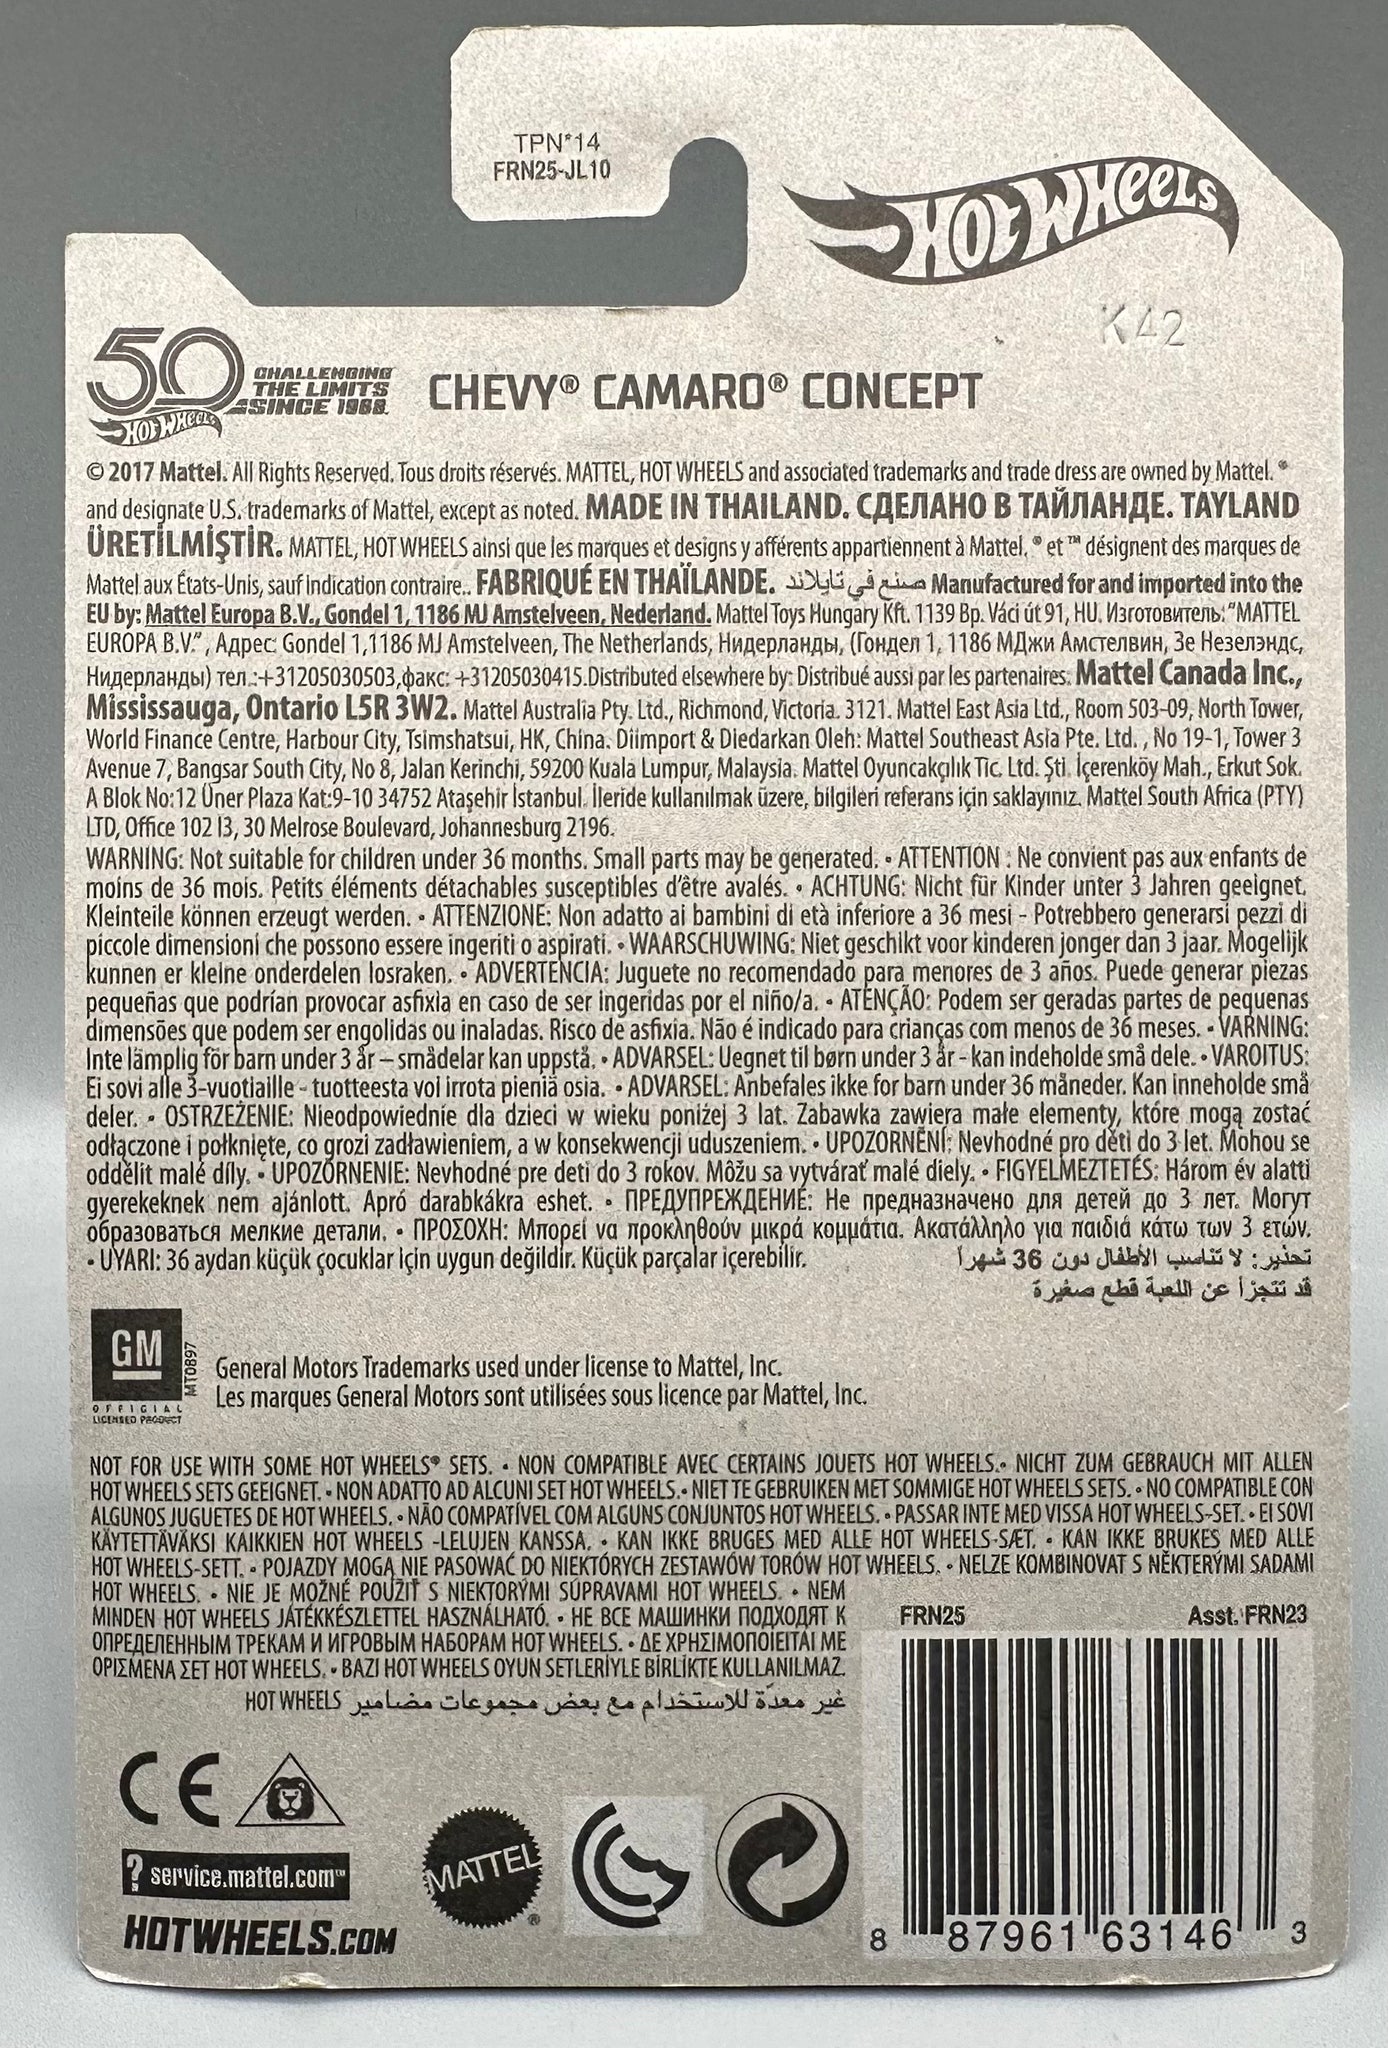 TPN*14
FRN25-JL10
HOT WHEELS
K42
50
CHALLENGING
THE LIMITS
SINCE 1968
HOT WHEELS
CHEVY® CAMARO® CONCEPT
© 2017 Mattel. All Rights Reserved. Tous droits réservés. MATTEL, HOT WHEELS and associated trademarks and trade dress are owned by Mattel. ®
and designate U.S. trademarks of Mattel, except as noted. MADE IN THAILAND. СДЕЛАНО В ТАЙЛАНДЕ. TAYLAND
ÜRETİLMİŞTİR. MATTEL, HOT WHEELS ainsi que les marques et designs y afférents appartiennent à Mattel. ® et ™ désignent des marques de
Mattel aux États-Unis, sauf indication contraire.. FABRIQUÉ EN THAÏLANDE. صنع في تايلاند Manufactured for and imported into the
EU by: Mattel Europa B.V., Gondel 1, 1186 MJ Amstelveen, Nederland. Mattel Toys Hungary Kft. 1139 Bp. Váci út 91, HU. Изготовитель: "MATTEL
EUROPA B.V.", Адрес: Gondel 1,1186 MJ Amstelveen, The Netherlands, Нидерланды, (Гондел 1, 1186 МДжи Амстелвин, Зе Незелэндс,
Нидерланды) тел.:+31205030503,факс: +31205030415.Distributed elsewhere by: Distribué aussi par les partenaires: Mattel Canada Inc.,
Mississauga, Ontario L5R 3W2. Mattel Australia Pty. Ltd., Richmond, Victoria. 3121. Mattel East Asia Ltd., Room 503-09, North Tower,
World Finance Centre, Harbour City, Tsimshatsui, HK, China. Diimport & Diedarkan Oleh: Mattel Southeast Asia Pte. Ltd. , No 19-1, Tower 3
Avenue 7, Bangsar South City, No 8, Jalan Kerinchi, 59200 Kuala Lumpur, Malaysia. Mattel Oyuncakçılık Tic. Ltd. Şti. İçerenköy Mah., Erkut Sok.
A Blok No:12 Üner Plaza Kat:9-10 34752 Ataşehir İstanbul. İleride kullanılmak üzere, bilgileri referans için saklayınız. Mattel South Africa (PTY)
LTD, Office 102 I3, 30 Melrose Boulevard, Johannesburg 2196.
WARNING: Not suitable for children under 36 months. Small parts may be generated. • ATTENTION : Ne convient pas aux enfants de
moins de 36 mois. Petits éléments détachables susceptibles d'être avalés. • ACHTUNG: Nicht für Kinder unter 3 Jahren geeignet.
Kleinteile können erzeugt werden. • ATTENZIONE: Non adatto ai bambini di età inferiore a 36 mesi - Potrebbero generarsi pezzi di
piccole dimensioni che possono essere ingeriti o aspirati. • WAARSCHUWING: Niet geschikt voor kinderen jonger dan 3 jaar. Mogelijk
kunnen er kleine onderdelen losraken. • ADVERTENCIA: Juguete no recomendado para menores de 3 años. Puede generar piezas
pequeñas que podrían provocar asfixia en caso de ser ingeridas por el niño/a. • ATENÇÃO: Podem ser geradas partes de pequenas
dimensões que podem ser engolidas ou inaladas. Risco de asfixia. Não é indicado para crianças com menos de 36 meses. • VARNING:
Inte lämplig för barn under 3 år – smådelar kan uppstå. • ADVARSEL: Uegnet til børn under 3 år - kan indeholde små dele. • VAROITUS:
Ei sovi alle 3-vuotiaille - tuotteesta voi irrota pieniä osia. • ADVARSEL: Anbefales ikke for barn under 36 måneder. Kan inneholde små
deler. • OSTRZEŻENIE: Nieodpowiednie dla dzieci w wieku poniżej 3 lat. Zabawka zawiera małe elementy, które mogą zostać
odłączone i połknięte, co grozi zadławieniem, a w konsekwencji uduszeniem. • UPOZORNĚNÍ: Nevhodné pro děti do 3 let. Mohou se
oddělit malé díly. • UPOZORNENIE: Nevhodné pre deti do 3 rokov. Môžu sa vytvárať malé diely. • FIGYELMEZTETÉS: Három év alatti
gyerekeknek nem ajánlott. Apró darabkákra eshet. • ПРЕДУПРЕЖДЕНИЕ: Не предназначено для детей до 3 лет. Могут
образоваться мелкие детали. • ΠΡΟΣΟΧΗ: Μπορεί να προκληθούν μικρά κομμάτια. Ακατάλληλο για παιδιά κάτω των 3 ετών.
• UYARI: 36 aydan küçük çocuklar için uygun değildir. Küçük parçalar içerebilir. تحذير: لا تناسب الأطفال دون 36 شهراً
قد تتجزأ عن اللعبة قطع صغيرة
GM
MT0897
OFFICIAL
LICENSED PRODUCT
General Motors Trademarks used under license to Mattel, Inc.
Les marques General Motors sont utilisées sous licence par Mattel, Inc.
NOT FOR USE WITH SOME HOT WHEELS® SETS. • NON COMPATIBLE AVEC CERTAINS JOUETS HOT WHEELS.• NICHT ZUM GEBRAUCH MIT ALLEN
HOT WHEELS SETS GEEIGNET. • NON ADATTO AD ALCUNI SET HOT WHEELS.• NIET TE GEBRUIKEN MET SOMMIGE HOT WHEELS SETS. • NO COMPATIBLE CON
ALGUNOS JUGUETES DE HOT WHEELS. • NÃO COMPATÍVEL COM ALGUNS CONJUNTOS HOT WHEELS. • PASSAR INTE MED VISSA HOT WHEELS-SET. • EI SOVI
KÄYTETTÄVÄKSI KAIKKIEN HOT WHEELS -LELUJEN KANSSA. • KAN IKKE BRUGES MED ALLE HOT WHEELS-SÆT. • KAN IKKE BRUKES MED ALLE
HOT WHEELS-SETT. • POJAZDY MOGĄ NIE PASOWAĆ DO NIEKTÓRYCH ZESTAWÓW TORÓW HOT WHEELS. • NELZE KOMBINOVAT S NĚKTERÝMI SADAMI
HOT WHEELS. • NIE JE MOŽNÉ POUŽIŤ S NIEKTORÝMI SÚPRAVAMI HOT WHEELS. • NEM
MINDEN HOT WHEELS JÁTÉKKÉSZLETTEL HASZNÁLHATÓ. • НЕ ВСЕ МАШИНКИ ПОДХОДЯТ К
ОПРЕДЕЛЕННЫМ ТРЕКАМ И ИГРОВЫМ НАБОРАМ HOT WHEELS. • ΔΕ ΧΡΗΣΙΜΟΠΟΙΕΙΤΑΙ ΜΕ
ΟΡΙΣΜΕΝΑ ΣΕΤ HOT WHEELS. • BAZI HOT WHEELS OYUN SETLERİYLE BİRLİKTE KULLANILMAZ.
غير معدّة للاستخدام مع بعض مجموعات مضامير HOT WHEELS
FRN25 Asst. FRN23
CE
? service.mattel.com™
HOTWHEELS.COM
MATTEL ®
8 87961 63146 3